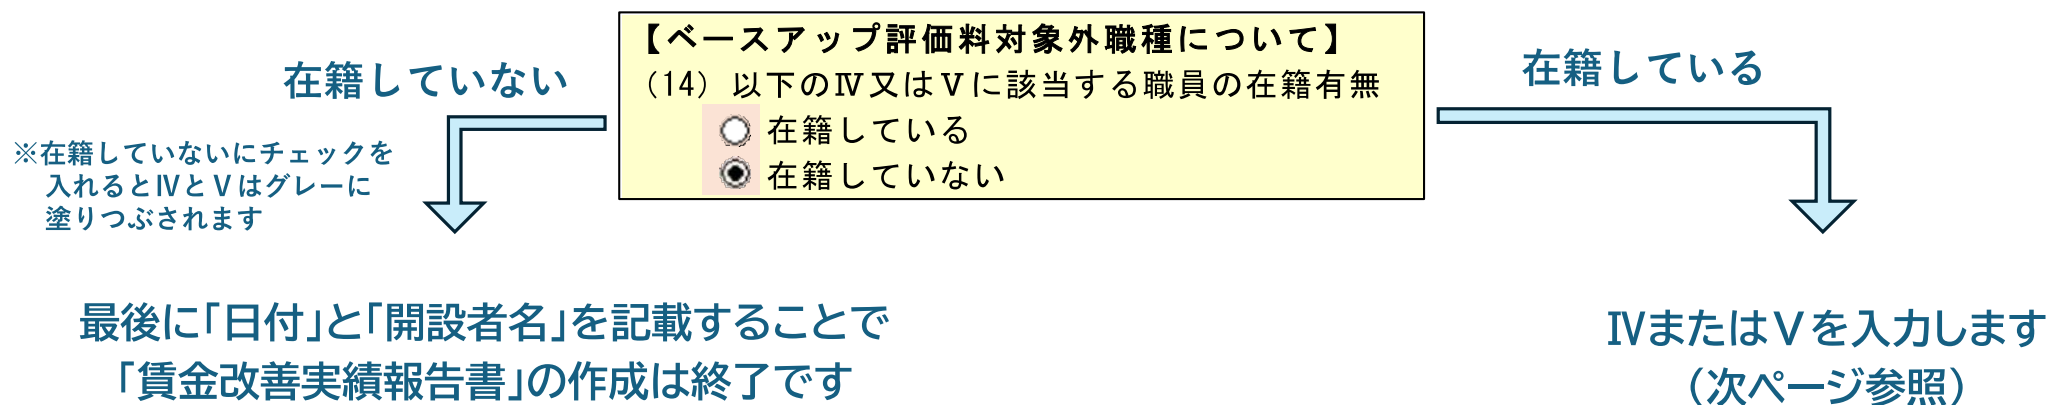 【ベースアップ評価料対象外職種について】
（14）以下のⅣ又はⅤに該当する職員の在籍有無
在籍している
在籍していない
在籍していない
※在籍していないにチェックを
入れるとⅣとⅤはグレーに
塗りつぶされます
最後に「日付」と「開設者名」を記載することで
「賃金改善実績報告書」の作成は終了です
在籍している
ⅣまたはⅤを入力します
（次ページ参照）